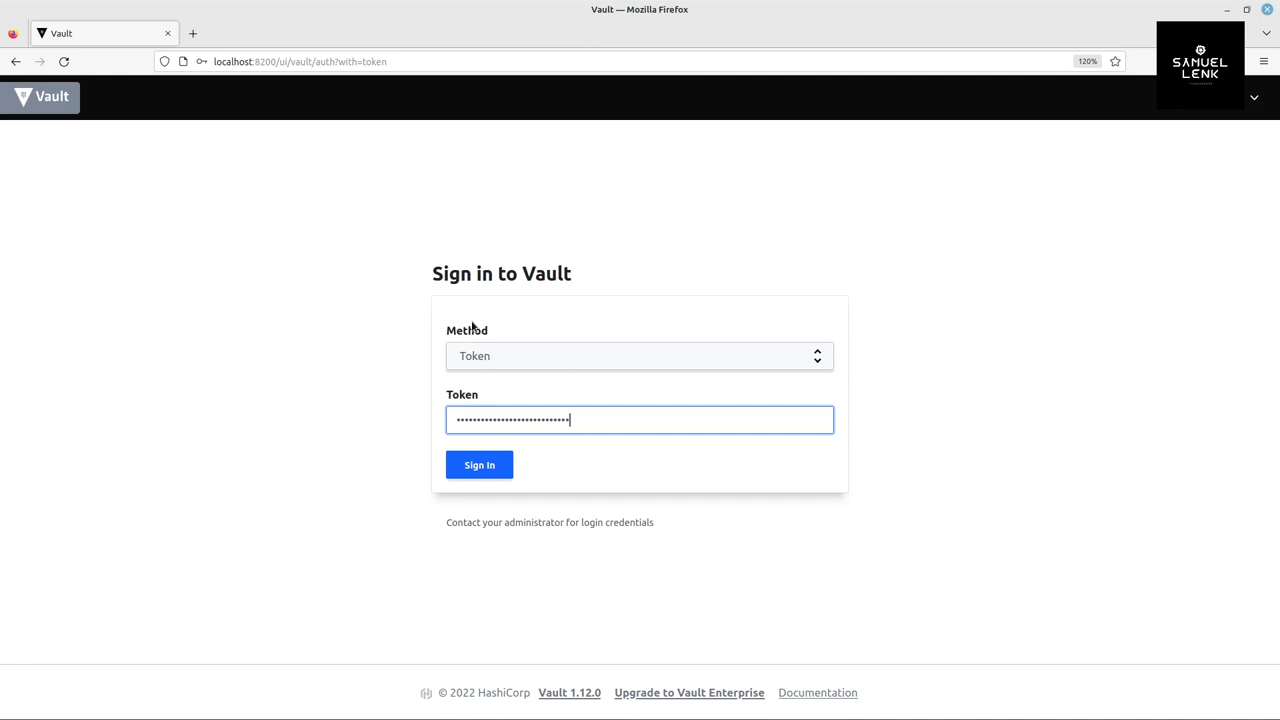 Vault — Mozilla Firefox
Vault
localhost:8200/ui/vault/auth?with=token
120%
SAMUEL
LENK
Vault
Sign in to Vault
Method
Token
Token
••••••••••••••••••••••••••••
Sign In
Contact your administrator for login credentials
© 2022 HashiCorp Vault 1.12.0 Upgrade to Vault Enterprise Documentation